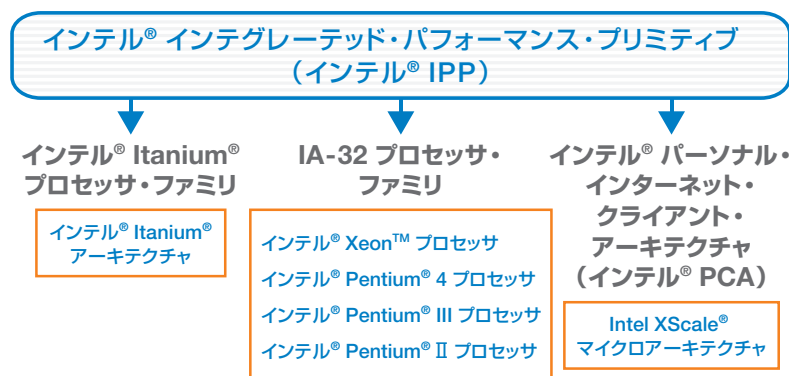 インテル® インテグレーテッド・パフォーマンス・プリミティブ
（インテル® IPP）
インテル® Itanium®
プロセッサ・ファミリ
インテル® Itanium®
アーキテクチャ
IA-32 プロセッサ・
ファミリ
インテル® Xeon™ プロセッサ
インテル® Pentium® 4 プロセッサ
インテル® Pentium® III プロセッサ
インテル® Pentium® Ⅱ プロセッサ
インテル® パーソナル・
インターネット・
クライアント・
アーキテクチャ
（インテル® PCA）
Intel XScale®
マイクロアーキテクチャ